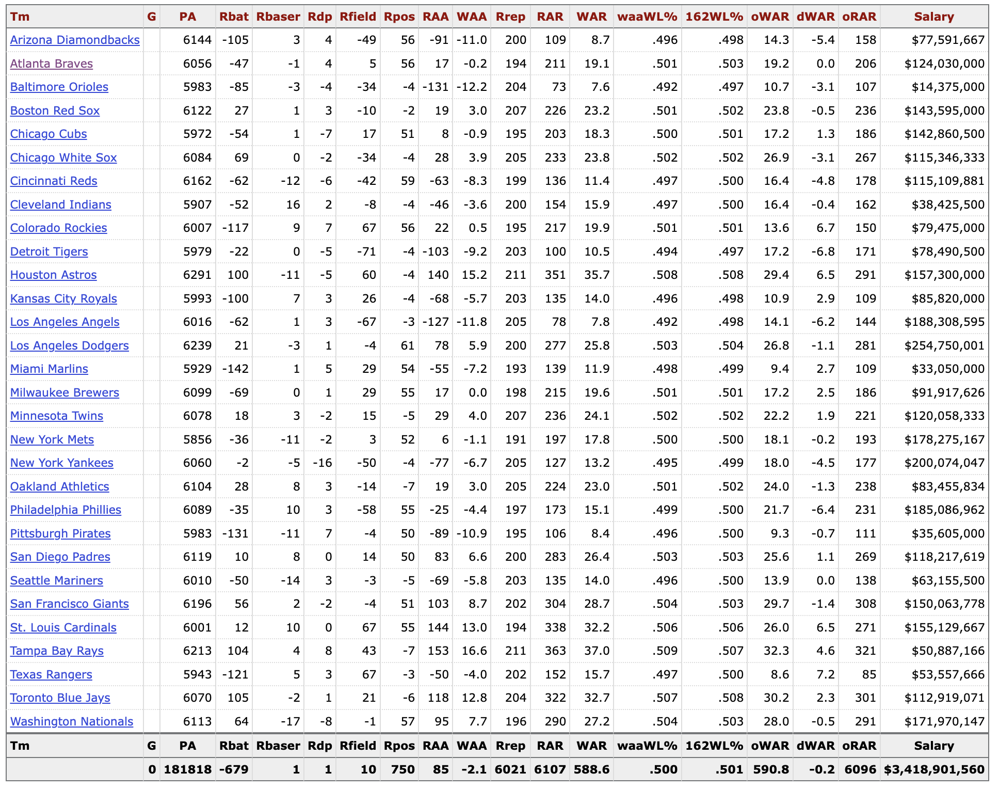 Tm G PA Rbat Rbaser Rdp Rfield Rpos RAA WAA Rrep RAR WAR waaWL% 162WL% oWAR dWAR oRAR Salary
Arizona Diamondbacks 6144 -105 3 4 -49 56 -91 -11.0 200 109 8.7 .496 .498 14.3 -5.4 158 $77,591,667
Atlanta Braves 6056 -47 -1 4 5 56 17 -0.2 194 211 19.1 .501 .503 19.2 0.0 206 $124,030,000
Baltimore Orioles 5983 -85 -3 -4 -34 -4 -131 -12.2 204 73 7.6 .492 .497 10.7 -3.1 107 $14,375,000
Boston Red Sox 6122 27 1 3 -10 -2 19 3.0 207 226 23.2 .501 .502 23.8 -0.5 236 $143,595,000
Chicago Cubs 5972 -54 1 -7 17 51 8 -0.9 195 203 18.3 .500 .501 17.2 1.3 186 $142,860,500
Chicago White Sox 6084 69 0 -2 -34 -4 28 3.9 205 233 23.8 .502 .502 26.9 -3.1 267 $115,346,333
Cincinnati Reds 6162 -62 -12 -6 -42 59 -63 -8.3 199 136 11.4 .497 .500 16.4 -4.8 178 $115,109,881
Cleveland Indians 5907 -52 16 2 -8 -4 -46 -3.6 200 154 15.9 .497 .500 16.4 -0.4 162 $38,425,500
Colorado Rockies 6007 -117 9 7 67 56 22 0.5 195 217 19.9 .501 .501 13.6 6.7 150 $79,475,000
Detroit Tigers 5979 -22 0 -5 -71 -4 -103 -9.2 203 100 10.5 .494 .497 17.2 -6.8 171 $78,490,500
Houston Astros 6291 100 -11 -5 60 -4 140 15.2 211 351 35.7 .508 .508 29.4 6.5 291 $157,300,000
Kansas City Royals 5993 -100 7 3 26 -4 -68 -5.7 203 135 14.0 .496 .498 10.9 2.9 109 $85,820,000
Los Angeles Angels 6016 -62 1 3 -67 -3 -127 -11.8 205 78 7.8 .492 .498 14.1 -6.2 144 $188,308,595
Los Angeles Dodgers 6239 21 -3 1 -4 61 78 5.9 200 277 25.8 .503 .504 26.8 -1.1 281 $254,750,001
Miami Marlins 5929 -142 1 5 29 54 -55 -7.2 193 139 11.9 .498 .499 9.4 2.7 109 $33,050,000
Milwaukee Brewers 6099 -69 0 1 29 55 17 0.0 198 215 19.6 .501 .501 17.2 2.5 186 $91,917,626
Minnesota Twins 6078 18 3 -2 15 -5 29 4.0 207 236 24.1 .502 .502 22.2 1.9 221 $120,058,333
New York Mets 5856 -36 -11 -2 3 52 6 -1.1 191 197 17.8 .500 .500 18.1 -0.2 193 $178,275,167
New York Yankees 6060 -2 -5 -16 -50 -4 -77 -6.7 205 127 13.2 .495 .499 18.0 -4.5 177 $200,074,047
Oakland Athletics 6104 28 8 3 -14 -7 19 3.0 205 224 23.0 .501 .502 24.0 -1.3 238 $83,455,834
Philadelphia Phillies 6089 -35 10 3 -58 55 -25 -4.4 197 173 15.1 .499 .500 21.7 -6.4 231 $185,086,962
Pittsburgh Pirates 5983 -131 -11 7 -4 50 -89 -10.9 195 106 8.4 .496 .500 9.3 -0.7 111 $35,605,000
San Diego Padres 6119 10 8 0 14 50 83 6.6 200 283 26.4 .503 .503 25.6 1.1 269 $118,217,619
Seattle Mariners 6010 -50 -14 3 -3 -5 -69 -5.8 203 135 14.0 .496 .500 13.9 0.0 138 $63,155,500
San Francisco Giants 6196 56 2 -2 -4 51 103 8.7 202 304 28.7 .504 .503 29.7 -1.4 308 $150,063,778
St. Louis Cardinals 6001 12 10 0 67 55 144 13.0 194 338 32.2 .506 .506 26.0 6.5 271 $155,129,667
Tampa Bay Rays 6213 104 4 8 43 -7 153 16.6 211 363 37.0 .509 .507 32.3 4.6 321 $50,887,166
Texas Rangers 5943 -121 5 3 67 -3 -50 -4.0 202 152 15.7 .497 .500 8.6 7.2 85 $53,557,666
Toronto Blue Jays 6070 105 -2 1 21 -6 118 12.8 204 322 32.7 .507 .508 30.2 2.3 301 $112,919,071
Washington Nationals 6113 64 -17 -8 -1 57 95 7.7 196 290 27.2 .504 .503 28.0 -0.5 291 $171,970,147
Tm G PA Rbat Rbaser Rdp Rfield Rpos RAA WAA Rrep RAR WAR waaWL% 162WL% oWAR dWAR oRAR Salary
0 181818 -679 1 1 10 750 85 -2.1 6021 6107 588.6 .500 .501 590.8 -0.2 6096 $3,418,901,560